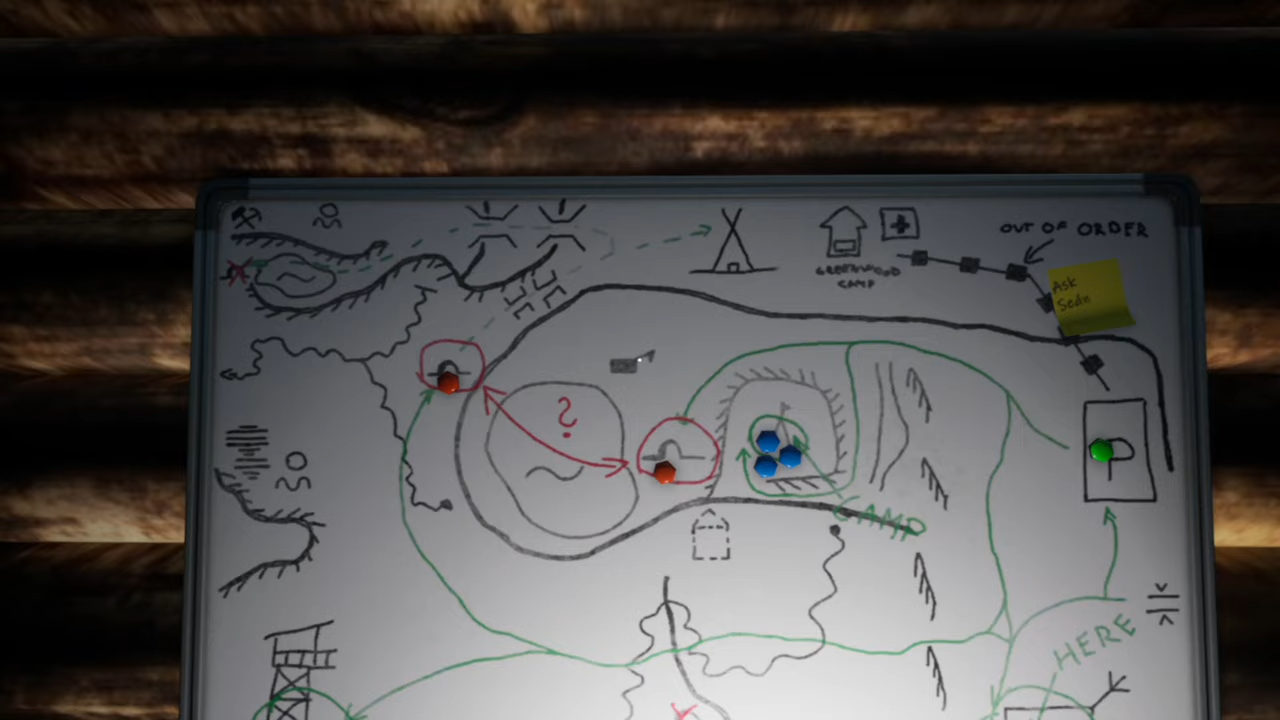 OUT OF ORDER
GREENWOOD
CAMP
Ask
Sedn
?
P
CAMP
HERE